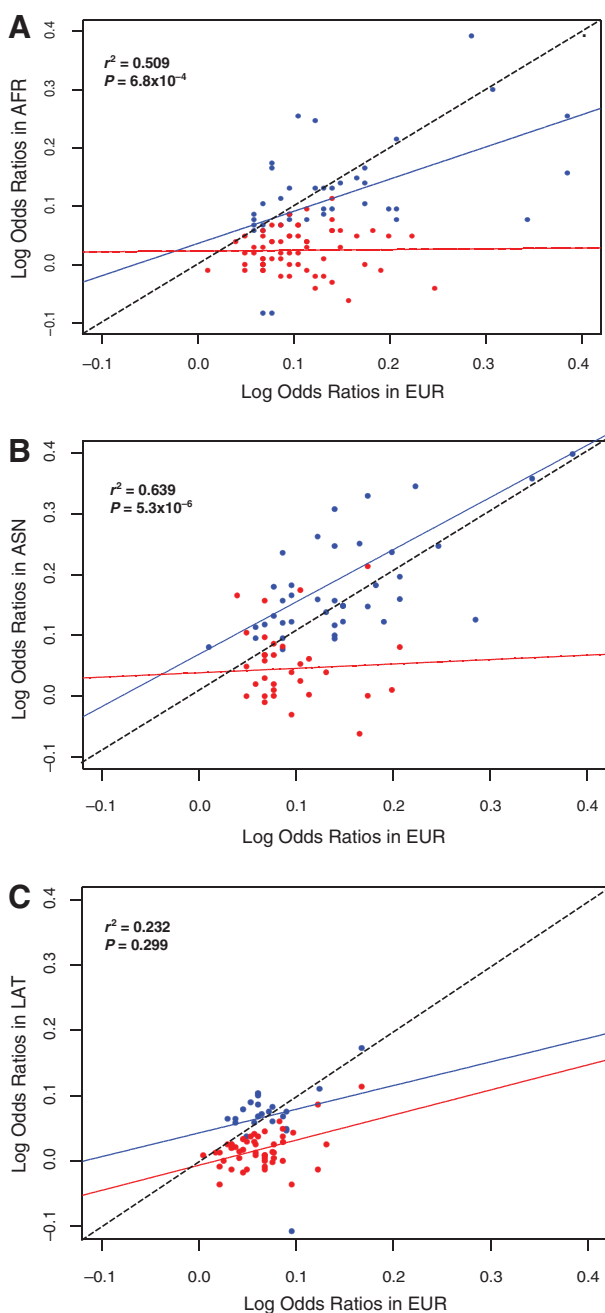 A
r² = 0.509
P = 6.8x10⁻⁴
Log Odds Ratios in AFR
0.4
0.3
0.2
0.1
0.0
−0.1
−0.1 0.0 0.1 0.2 0.3 0.4
Log Odds Ratios in EUR
B
r² = 0.639
P = 5.3x10⁻⁶
Log Odds Ratios in ASN
0.4
0.3
0.2
0.1
0.0
−0.1
−0.1 0.0 0.1 0.2 0.3 0.4
Log Odds Ratios in EUR
C
r² = 0.232
P = 0.299
Log Odds Ratios in LAT
0.4
0.3
0.2
0.1
0.0
−0.1
−0.1 0.0 0.1 0.2 0.3 0.4
Log Odds Ratios in EUR